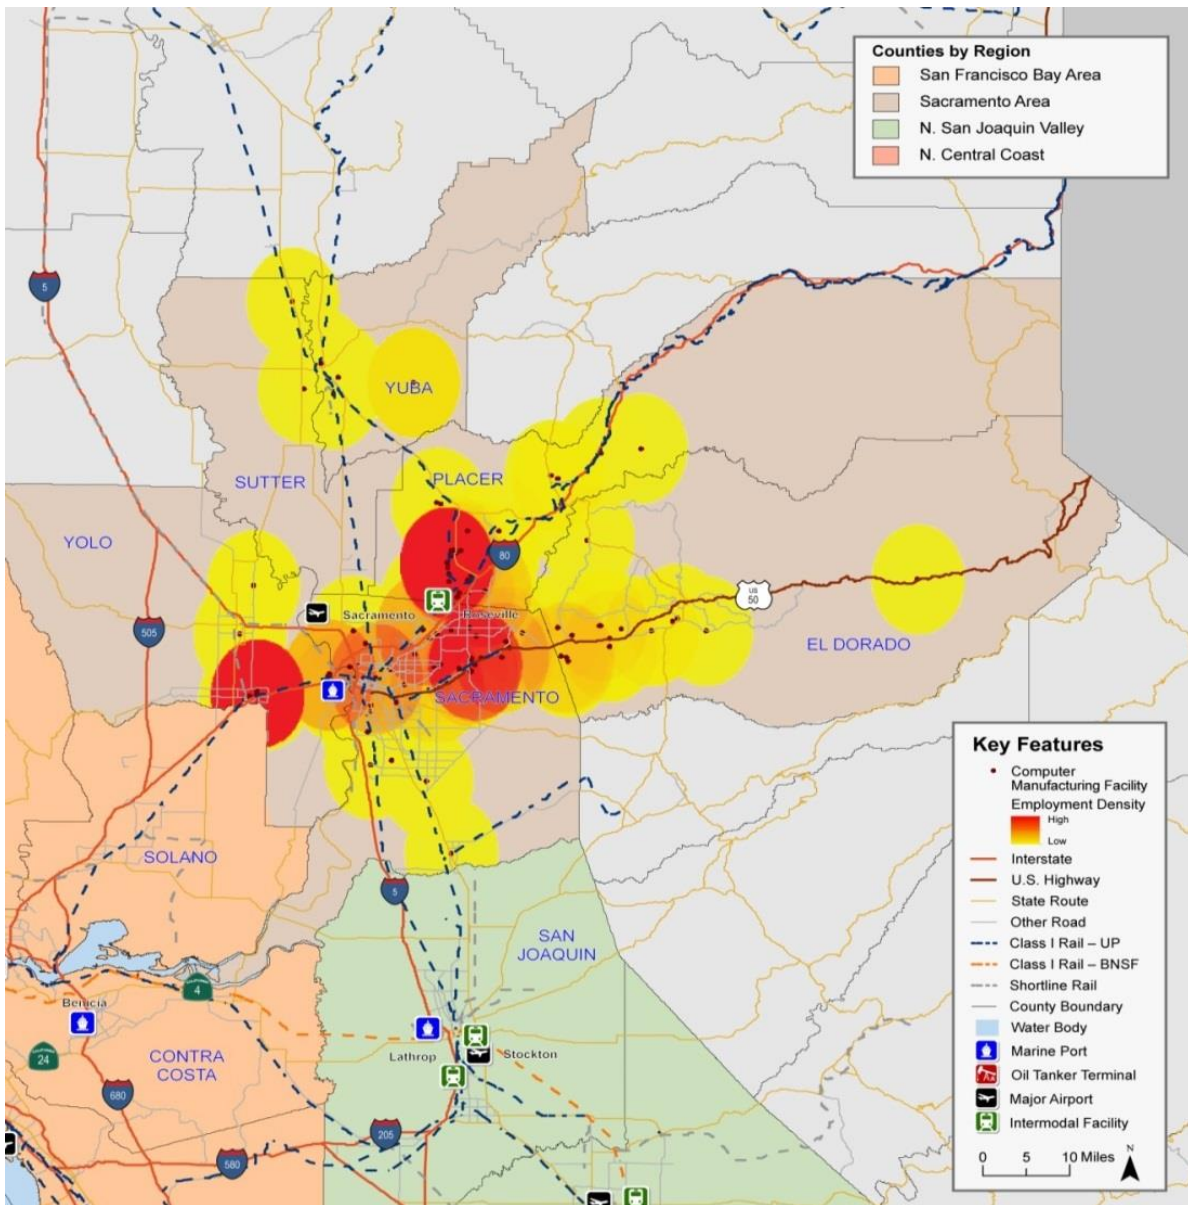 Counties by Region
San Francisco Bay Area
Sacramento Area
N. San Joaquin Valley
N. Central Coast
5
YUBA
SUTTER
PLACER
YOLO
80
US
50
Sacramento
Roseville
505
EL DORADO
SACRAMENTO
SOLANO
5
SAN
JOAQUIN
4
Benicia
24
CONTRA
COSTA
Lathrop
Stockton
680
205
580
Key Features
Computer
Manufacturing Facility
Employment Density
High
Low
Interstate
U.S. Highway
State Route
Other Road
Class I Rail – UP
Class I Rail – BNSF
Shortline Rail
County Boundary
Water Body
Marine Port
Oil Tanker Terminal
Major Airport
Intermodal Facility
N
0 5 10 Miles